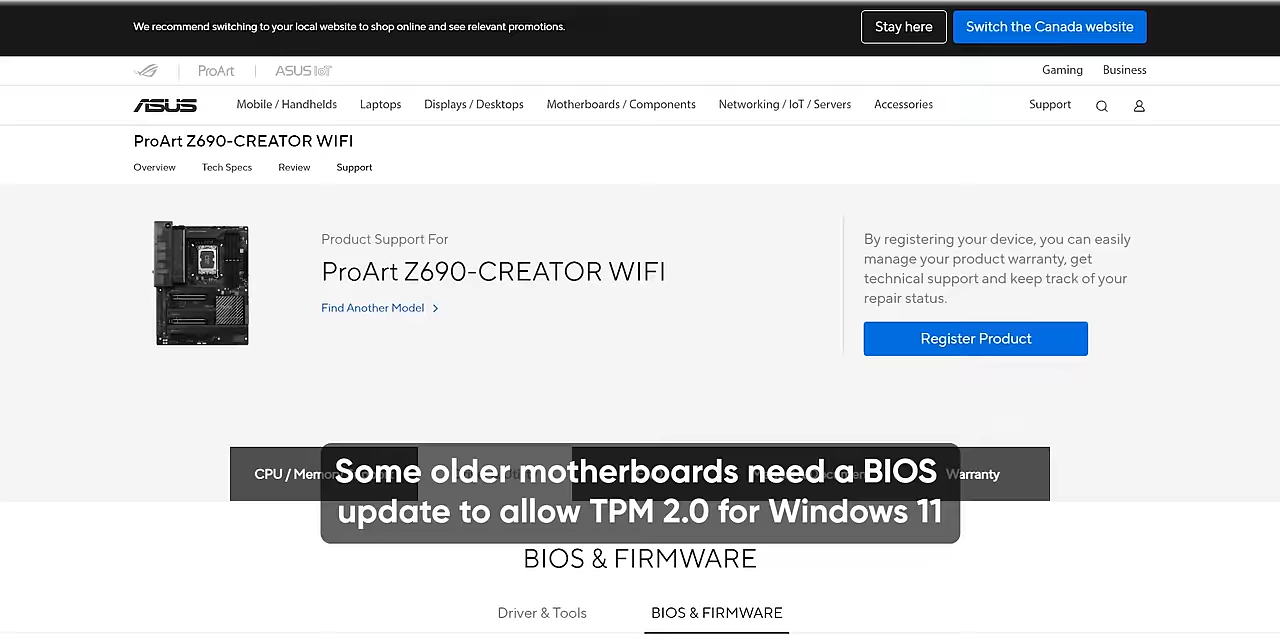 We recommend switching to your local website to shop online and see relevant promotions.
Stay here
Switch the Canada website
ProArt
ASUS IoT
Gaming
Business
ASUS
Mobile / Handhelds
Laptops
Displays / Desktops
Motherboards / Components
Networking / IoT / Servers
Accessories
Support
ProArt Z690-CREATOR WIFI
Overview
Tech Specs
Review
Support
Product Support For
ProArt Z690-CREATOR WIFI
Find Another Model
By registering your device, you can easily
manage your product warranty, get
technical support and keep track of your
repair status.
Register Product
CPU /
Warranty
Some older motherboards need a BIOS
update to allow TPM 2.0 for Windows 11
BIOS & FIRMWARE
Driver & Tools
BIOS & FIRMWARE